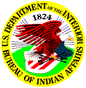 U.S. DEPARTMENT OF THE INTERIOR
1824
BUREAU OF INDIAN AFFAIRS